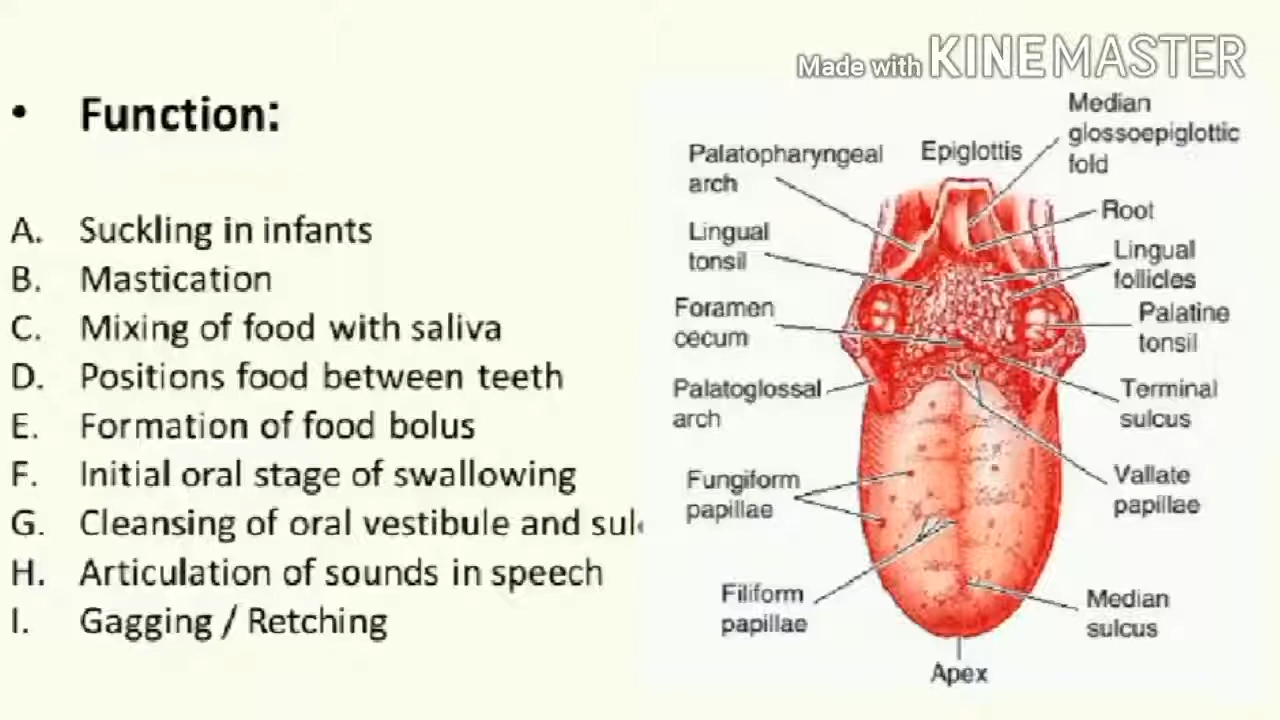 Made with KINEMASTER
• Function:
A. Suckling in infants
B. Mastication
C. Mixing of food with saliva
D. Positions food between teeth
E. Formation of food bolus
F. Initial oral stage of swallowing
G. Cleansing of oral vestibule and
H. Articulation of sounds in speech
I. Gagging / Retching
Palatopharyngeal
arch
Epiglottis
Median
glossoepiglottic
fold
Root
Lingual
tonsil
Lingual
follicles
Foramen
cecum
Palatine
tonsil
Palatoglossal
arch
Terminal
sulcus
Fungiform
papillae
Vallate
papillae
Filiform
papillae
Median
sulcus
Apex